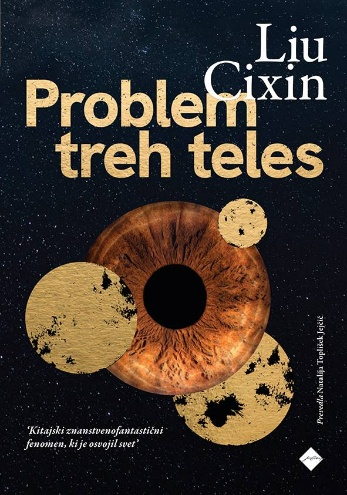 Liu
Cixin
Problem
treh teles
'Kitajski znanstvenofantastični
fenomen, ki je osvojil svet'
Prevedla Natalija Toplišek Jejčič